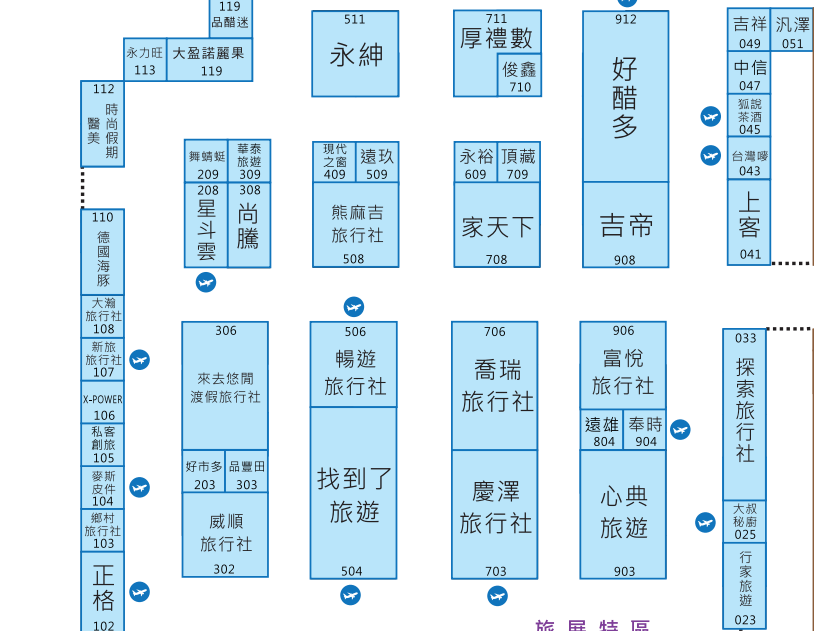 119
品醋迷
永力旺
113
大盈諾麗果
119
112
時尚假期
醫美
110
德國海豚
大瀚
旅行社
108
新旅
旅行社
107
X-POWER
106
私客
創旅
105
麥斯
皮件
104
鄉村
旅行社
103
正格
102
舞蜻蜓
209
華泰
旅遊
309
208
星斗雲
308
尚騰
306
來去悠閒
渡假旅行社
好市多
203
品豐田
303
威順
旅行社
302
511
永紳
現代
之窗
409
遠玖
509
熊麻吉
旅行社
508
506
暢遊
旅行社
找到了
旅遊
504
711
厚禮數
俊鑫
710
永裕
609
頂藏
709
家天下
708
706
喬瑞
旅行社
慶澤
旅行社
703
912
好醋多
吉帝
908
906
富悅
旅行社
遠雄
804
奉時
904
心典
旅遊
903
吉祥
049
汎澤
051
中信
047
狐說
茶酒
045
台灣嘜
043
上客
041
033
探索旅行社
大叔
秘廚
025
行家旅遊
023
旅展特區